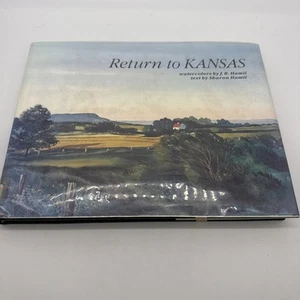 Return to KANSAS
watercolors by J. R. Hamil
text by Sharon Hamil